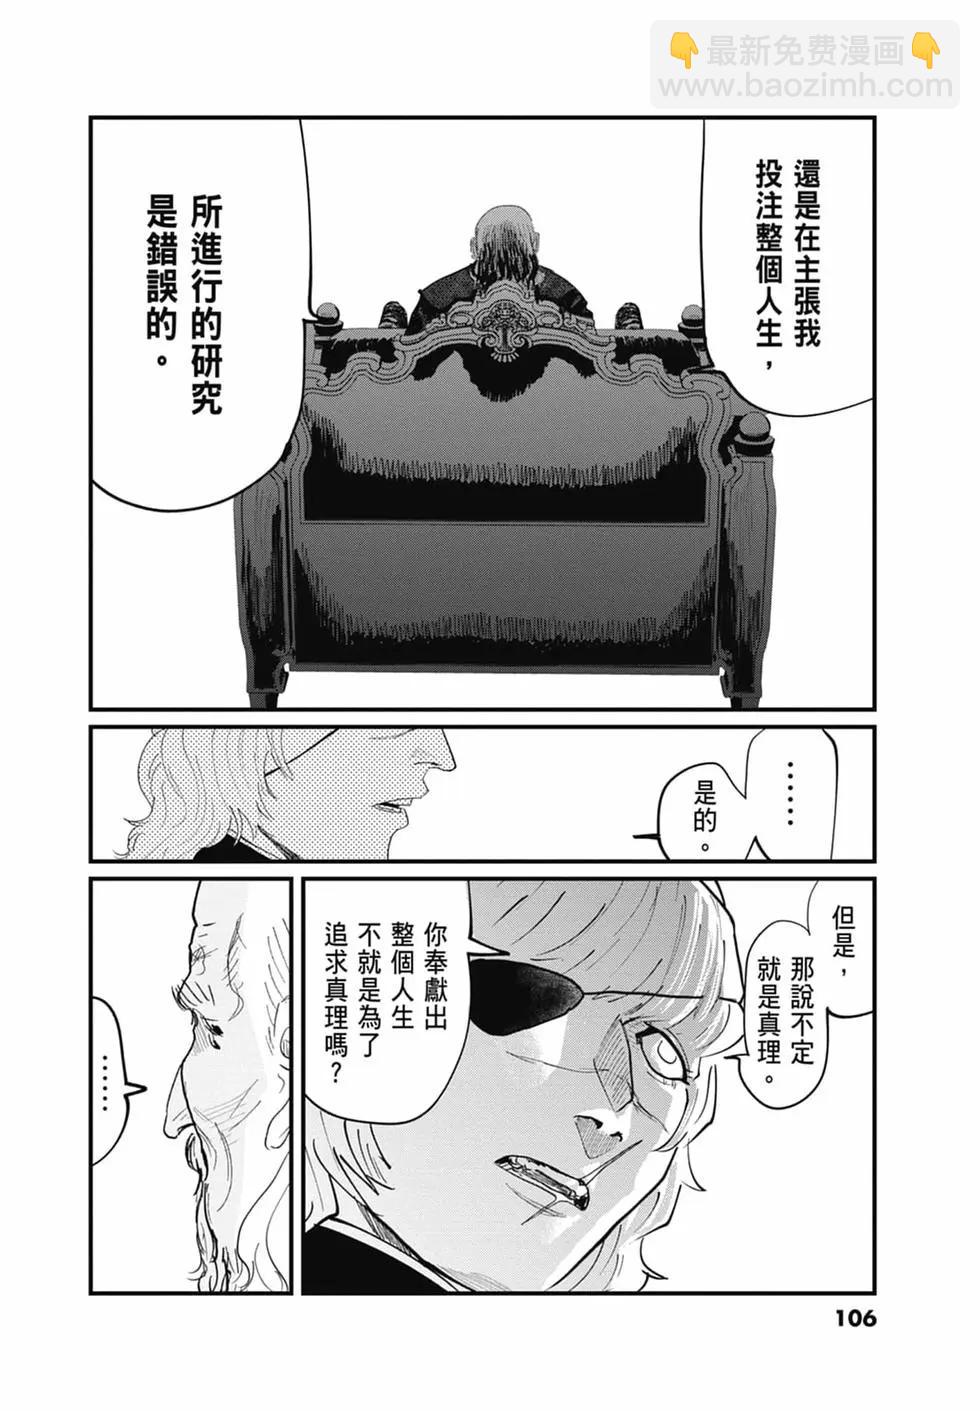 👇最新免费漫画👇
www.baozimh.com
還是在主張我
投注整個人生，
所進行的研究
是錯誤的。
……
是的。
但是，
那說不定
就是真理。
你奉獻出
整個人生
不就是為了
追求真理嗎？
……
106